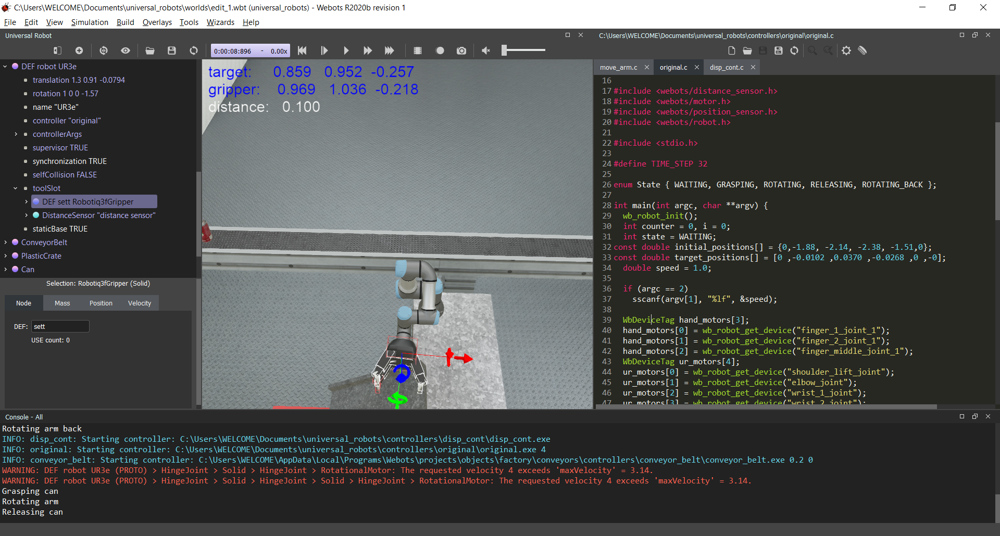 C:\Users\WELCOME\Documents\universal_robots\worlds\edit_1.wbt (universal_robots) - Webots R2020b revision 1
File Edit View Simulation Build Overlays Tools Wizards Help
Universal Robot
0:00:08:896 - 0.00x
DEF robot UR3e
translation 1.3 0.91 -0.0794
rotation 1 0 0 -1.57
name "UR3e"
controller "original"
controllerArgs
supervisor TRUE
synchronization TRUE
selfCollision FALSE
toolSlot
DEF sett Robotiq3fGripper
DistanceSensor "distance sensor"
staticBase TRUE
ConveyorBelt
PlasticCrate
Can
Selection: Robotiq3fGripper (Solid)
Node Mass Position Velocity
DEF: sett
USE count: 0
target: 0.859 0.952 -0.257
gripper: 0.969 1.036 -0.218
distance: 0.100
C:\Users\WELCOME\Documents\universal_robots\controllers\original\original.c
move_arm.c original.c disp_cont.c
16
17 #include <webots/distance_sensor.h>
18 #include <webots/motor.h>
19 #include <webots/position_sensor.h>
20 #include <webots/robot.h>
21
22 #include <stdio.h>
23
24 #define TIME_STEP 32
25
26 enum State { WAITING, GRASPING, ROTATING, RELEASING, ROTATING_BACK };
27
28 int main(int argc, char **argv) {
29 wb_robot_init();
30 int counter = 0, i = 0;
31 int state = WAITING;
32 const double initial_positions[] = {0,-1.88, -2.14, -2.38, -1.51,0};
33 const double target_positions[] = [0 ,-0.0102 ,0.0370 ,-0.0268 ,0 ,-0];
34 double speed = 1.0;
35
36 if (argc == 2)
37 sscanf(argv[1], "%lf", &speed);
38
39 WbDeviceTag hand_motors[3];
40 hand_motors[0] = wb_robot_get_device("finger_1_joint_1");
41 hand_motors[1] = wb_robot_get_device("finger_2_joint_1");
42 hand_motors[2] = wb_robot_get_device("finger_middle_joint_1");
43 WbDeviceTag ur_motors[4];
44 ur_motors[0] = wb_robot_get_device("shoulder_lift_joint");
45 ur_motors[1] = wb_robot_get_device("elbow_joint");
46 ur_motors[2] = wb_robot_get_device("wrist_1_joint");
47 ur_motors[3] = wb_robot_get_device("wrist_2_joint");
Console - All
Rotating arm back
INFO: disp_cont: Starting controller: C:\Users\WELCOME\Documents\universal_robots\controllers\disp_cont\disp_cont.exe
INFO: original: Starting controller: C:\Users\WELCOME\Documents\universal_robots\controllers\original\original.exe 4
INFO: conveyor_belt: Starting controller: C:\Users\WELCOME\AppData\Local\Programs\Webots\projects\objects\factory\conveyors\controllers\conveyor_belt\conveyor_belt.exe 0.2 0
WARNING: DEF robot UR3e (PROTO) > HingeJoint > Solid > HingeJoint > RotationalMotor: The requested velocity 4 exceeds 'maxVelocity' = 3.14.
WARNING: DEF robot UR3e (PROTO) > HingeJoint > Solid > HingeJoint > Solid > HingeJoint > RotationalMotor: The requested velocity 4 exceeds 'maxVelocity' = 3.14.
Grasping can
Rotating arm
Releasing can